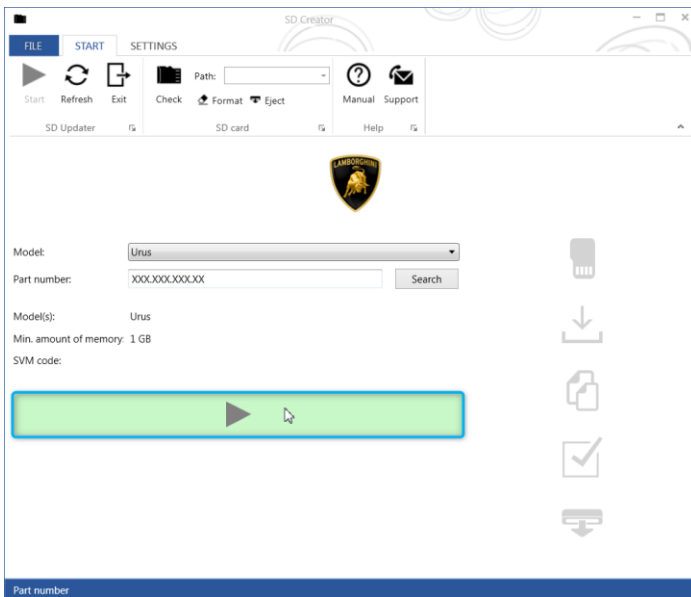 SD Creator
FILE START SETTINGS
Path:
Start Refresh Exit Check Format Eject Manual Support
SD Updater SD card Help
LAMBORGHINI
Model: Urus
Part number: XXX.XXX.XXX.XX Search
Model(s): Urus
Min. amount of memory: 1 GB
SVM code:
Part number